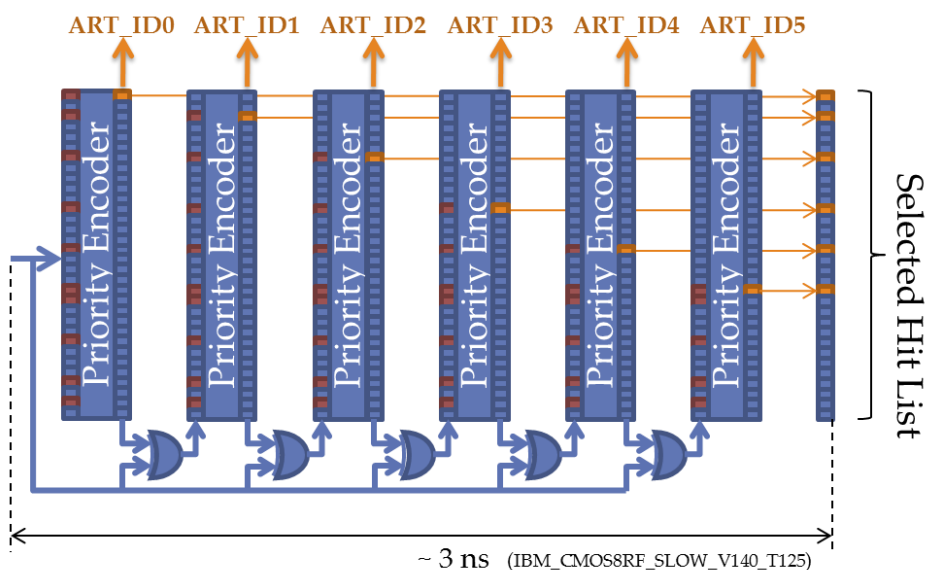 ART_ID0 ART_ID1 ART_ID2 ART_ID3 ART_ID4 ART_ID5
Priority Encoder
Priority Encoder
Priority Encoder
Priority Encoder
Priority Encoder
Priority Encoder
Selected Hit List
~ 3 ns (IBM_CMOS8RF_SLOW_V140_T125)